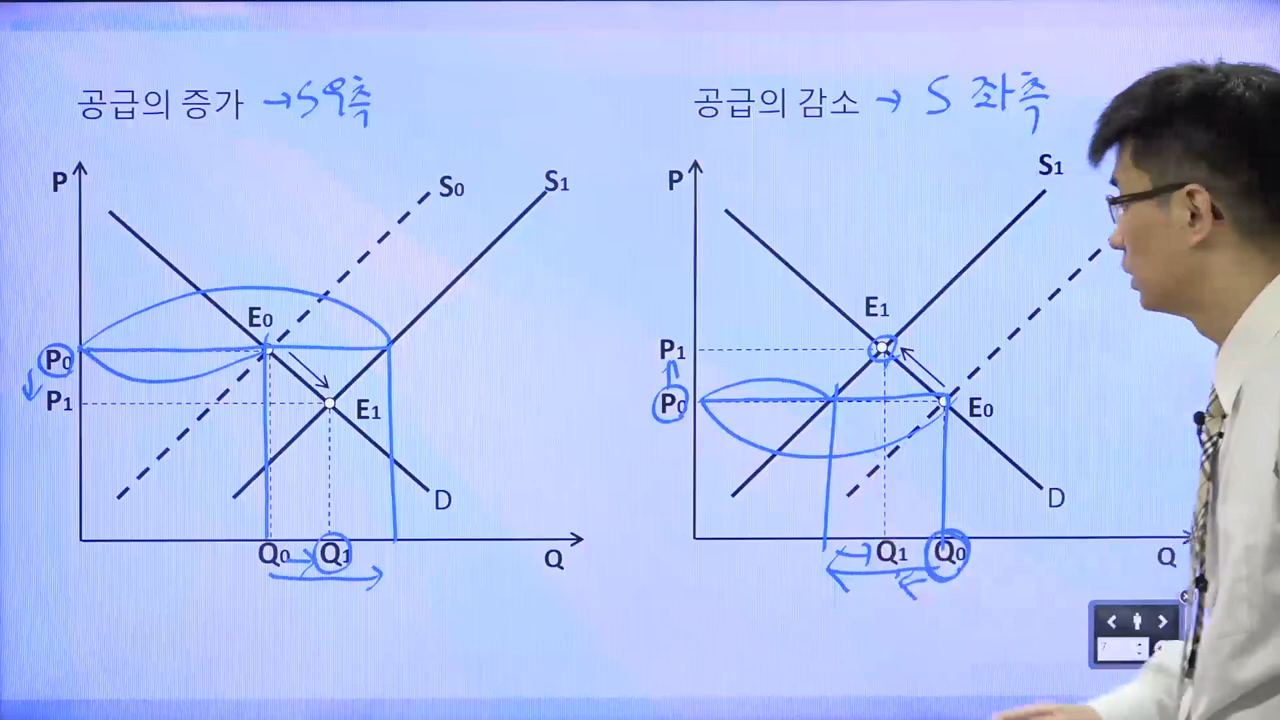 공급의 증가 → S 우측
P
S₀
S₁
E₀
P₀
P₁
E₁
D
Q₀ → Q₁
Q
공급의 감소 → S 좌측
P
S₁
E₁
P₁
P₀
E₀
D
Q₁
Q₀
Q
7